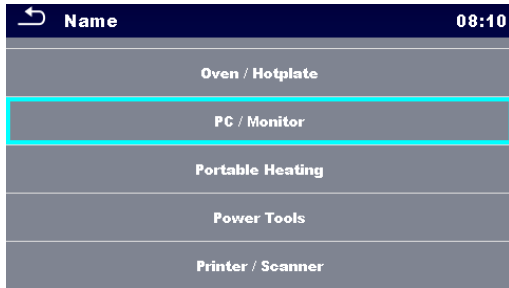 Name 08:10
Oven / Hotplate
PC / Monitor
Portable Heating
Power Tools
Printer / Scanner